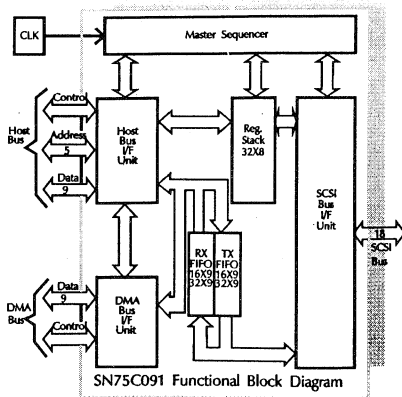 CLK
Master Sequencer
Control
Host
Bus
Address
5
Data
9
Host
Bus
I/F
Unit
Reg.
Stack
32X8
SCSI
Bus
I/F
Unit
18
SCSI
Bus
RX
FIFO
16X9
32X9
TX
FIFO
16X9
32X9
Data
9
DMA
Bus
Control
DMA
Bus
I/F
Unit
SN75C091 Functional Block Diagram